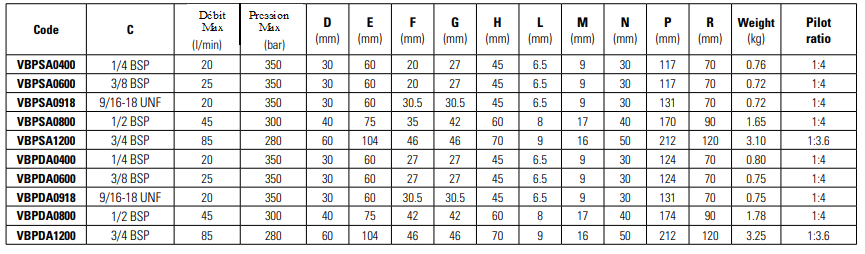 Code C Débit Max (l/min) Pression Max (bar) D (mm) E (mm) F (mm) G (mm) H (mm) L (mm) M (mm) N (mm) P (mm) R (mm) Weight (kg) Pilot ratio
VBPSA0400 1/4 BSP 20 350 30 60 20 27 45 6.5 9 30 117 70 0.76 1:4
VBPSA0600 3/8 BSP 25 350 30 60 20 27 45 6.5 9 30 117 70 0.72 1:4
VBPSA0918 9/16-18 UNF 20 350 30 60 30.5 30.5 45 6.5 9 30 131 70 0.72 1:4
VBPSA0800 1/2 BSP 45 300 40 75 35 42 60 8 17 40 170 90 1.65 1:4
VBPSA1200 3/4 BSP 85 280 60 104 46 46 70 9 16 50 212 120 3.10 1:3.6
VBPDA0400 1/4 BSP 20 350 30 60 27 27 45 6.5 9 30 124 70 0.80 1:4
VBPDA0600 3/8 BSP 25 350 30 60 27 27 45 6.5 9 30 124 70 0.75 1:4
VBPDA0918 9/16-18 UNF 20 350 30 60 30.5 30.5 45 6.5 9 30 131 70 0.75 1:4
VBPDA0800 1/2 BSP 45 300 40 75 42 42 60 8 17 40 174 90 1.78 1:4
VBPDA1200 3/4 BSP 85 280 60 104 46 46 70 9 16 50 212 120 3.25 1:3.6